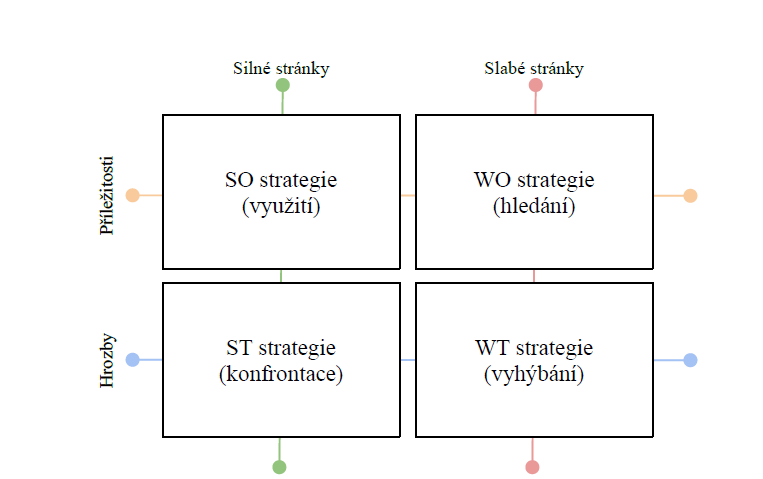 Silné stránky
Slabé stránky
Příležitosti
SO strategie
(využití)
WO strategie
(hledání)
Hrozby
ST strategie
(konfrontace)
WT strategie
(vyhýbání)